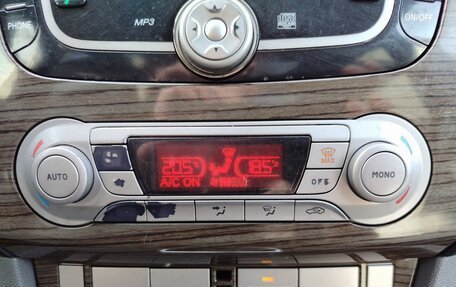 PHONE
MP3
ON/OFF
AUTO
20.5
18.5
A/C ON
MAX
OFF
MONO